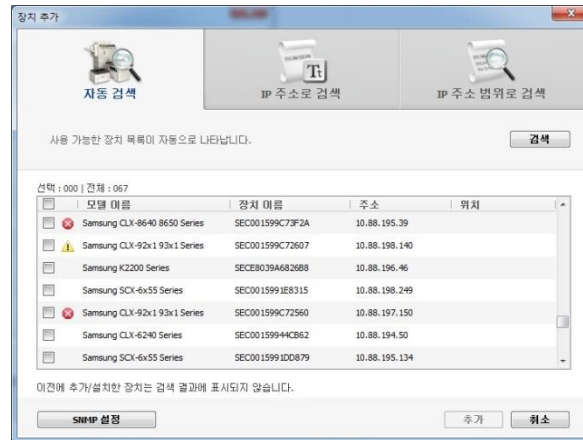 장치 추가
자동 검색
IP 주소로 검색
IP 주소 범위로 검색
사용 가능한 장치 목록이 자동으로 나타납니다.
검색
선택 : 000 | 전체 : 067
모델 이름 장치 이름 주소 위치
Samsung CLX-8640 8650 Series SEC001599C73F2A 10.88.195.39
Samsung CLX-92x1 93x1 Series SEC001599C72607 10.88.198.140
Samsung K2200 Series SECE8039A6826B8 10.88.196.46
Samsung SCX-6x55 Series SEC0015991E8315 10.88.198.249
Samsung CLX-92x1 93x1 Series SEC001599C72560 10.88.197.150
Samsung CLX-6240 Series SEC00159944CB62 10.88.194.50
Samsung SCX-6x55 Series SEC0015991DD879 10.88.195.134
이전에 추가/설치한 장치는 검색 결과에 표시되지 않습니다.
SNMP 설정 추가 취소